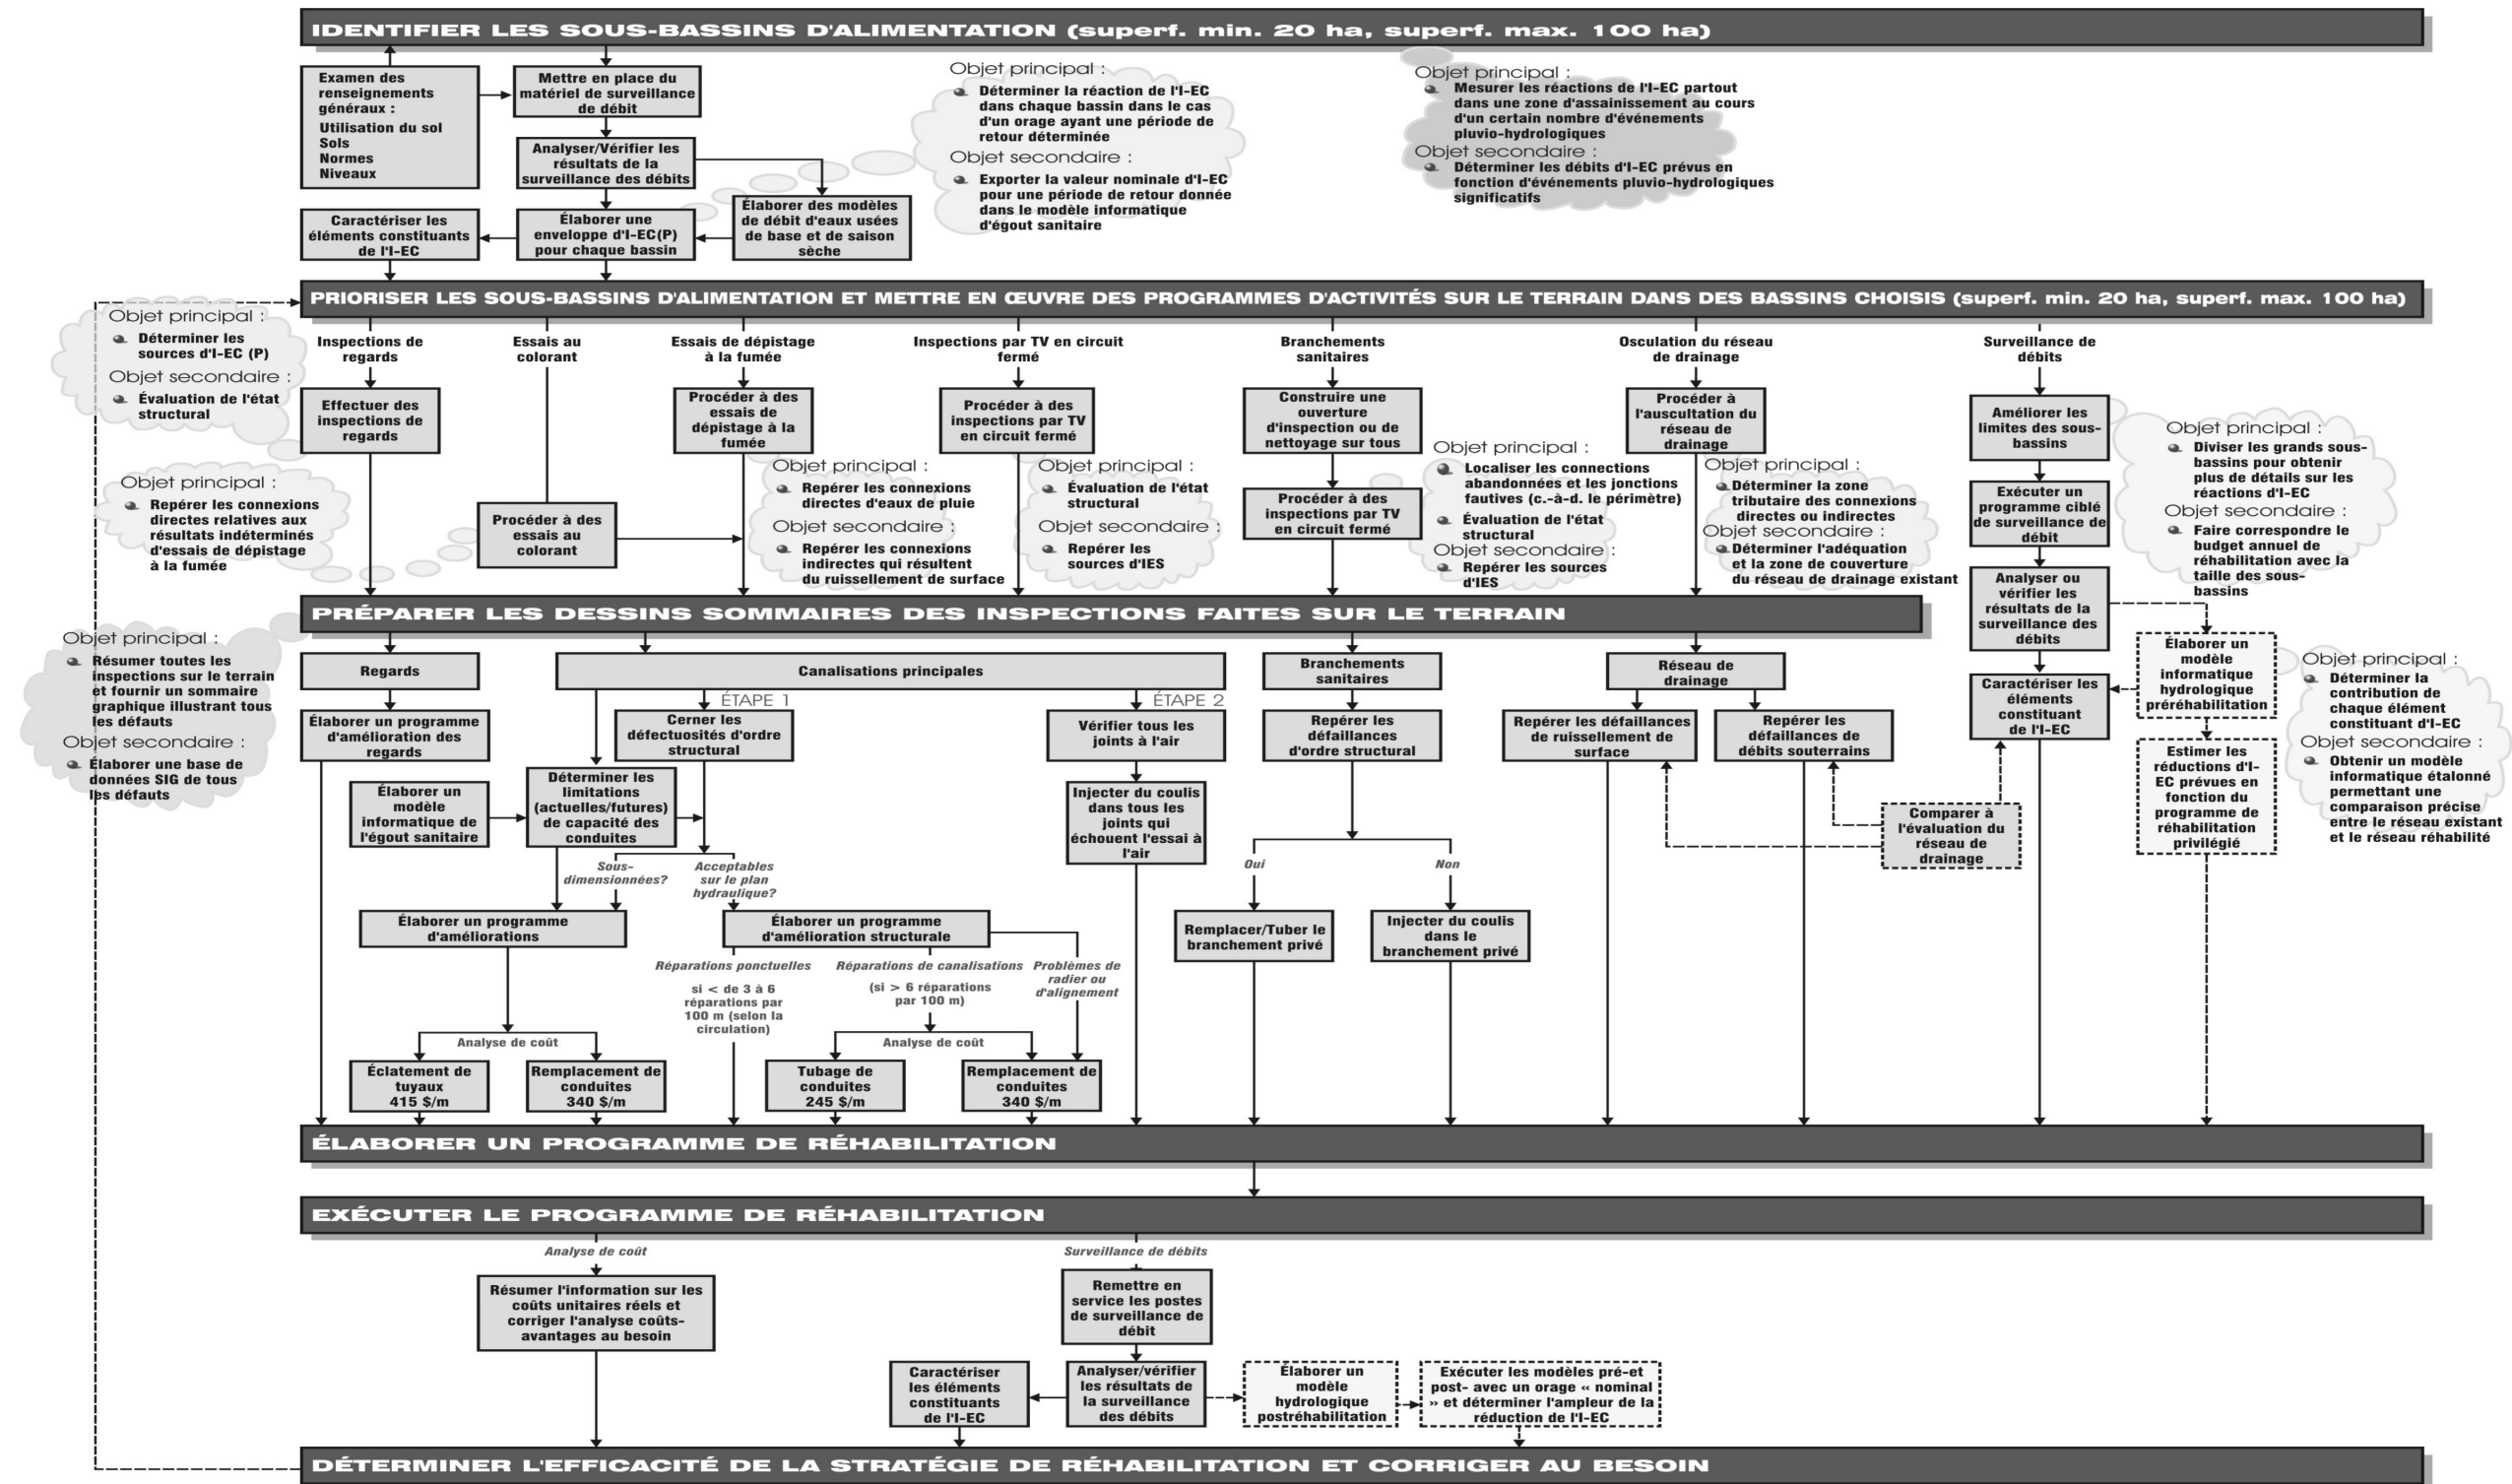 IDENTIFIER LES SOUS-BASSINS D'ALIMENTATION (superf. min. 20 ha, superf. max. 100 ha)
Examen des
renseignements
généraux :
Utilisation du sol
Sols
Normes
Niveaux
Mettre en place du
matériel de surveillance
de débit
Analyser/Vérifier les
résultats de la
surveillance des débits
Caractériser les
éléments constituants
de l'I-EC
Élaborer une
enveloppe d'I-EC(P)
pour chaque bassin
Élaborer des modèles
de débit d'eaux usées
de base et de saison
sèche
Objet principal :
Déterminer la réaction de l'I-EC
dans chaque bassin dans le cas
d'un orage ayant une période de
retour déterminée
Objet secondaire :
Exporter la valeur nominale d'I-EC
pour une période de retour donnée
dans le modèle informatique
d'égout sanitaire
Objet principal :
Mesurer les réactions de l'I-EC partout
dans une zone d'assainissement au cours
d'un certain nombre d'événements
pluvio-hydrologiques
Objet secondaire :
Déterminer les débits d'I-EC prévus en
fonction d'événements pluvio-hydrologiques
significatifs
PRIORISER LES SOUS-BASSINS D'ALIMENTATION ET METTRE EN ŒUVRE DES PROGRAMMES D'ACTIVITÉS SUR LE TERRAIN DANS DES BASSINS CHOISIS (superf. min. 20 ha, superf. max. 100 ha)
Objet principal :
Déterminer les
sources d'I-EC (P)
Objet secondaire :
Évaluation de l'état
structural
Inspections de
regards
Essais au
colorant
Essais de dépistage
à la fumée
Inspections par TV en circuit
fermé
Branchements
sanitaires
Osculation du réseau
de drainage
Surveillance de
débits
Effectuer des
inspections de
regards
Procéder à des
essais de
dépistage à la
fumée
Procéder à des
inspections par TV
en circuit fermé
Construire une
ouverture
d'inspection ou de
nettoyage sur tous
Procéder à
l'auscultation du
réseau de
drainage
Améliorer les
limites des sous-
bassins
Objet principal :
Diviser les grands sous-
bassins pour obtenir
plus de détails sur les
réactions d'I-EC
Objet secondaire :
Faire correspondre le
budget annuel de
réhabilitation avec la
taille des sous-
bassins
Objet principal :
Repérer les connexions
directes relatives aux
résultats indéterminés
d'essais de dépistage
à la fumée
Procéder à des
essais au
colorant
Objet principal :
Repérer les connexions
directes d'eaux de pluie
Objet secondaire :
Repérer les connexions
indirectes qui résultent
du ruissellement de surface
Objet principal :
Évaluation de l'état
structural
Objet secondaire :
Repérer les
sources d'IES
Procéder à des
inspections par TV
en circuit fermé
Objet principal :
Localiser les connections
abandonnées et les jonctions
fautives (c.-à-d. le périmètre)
Évaluation de l'état
structural
Objet secondaire :
Repérer les sources
d'IES
Objet principal :
Déterminer la zone
tributaire des connexions
directes ou indirectes
Objet secondaire :
Déterminer l'adéquation
et la zone de couverture
du réseau de drainage existant
Exécuter un
programme ciblé
de surveillance de
débit
Analyser ou
vérifier les
résultats de la
surveillance des
débits
PRÉPARER LES DESSINS SOMMAIRES DES INSPECTIONS FAITES SUR LE TERRAIN
Objet principal :
Résumer toutes les
inspections sur le terrain
et fournir un sommaire
graphique illustrant tous
les défauts
Objet secondaire :
Élaborer une base de
données SIG de tous
les défauts
Regards
Canalisations principales
Branchements
sanitaires
Réseau de
drainage
Caractériser les
éléments
constituant
de l'I-EC
Élaborer un
modèle
informatique
hydrologique
préréhabilitation
Objet principal :
Déterminer la
contribution de
chaque élément
constituant d'I-EC
Objet secondaire :
Obtenir un modèle
informatique étalonné
permettant une
comparaison précise
entre le réseau existant
et le réseau réhabilité
ÉTAPE 1
ÉTAPE 2
Élaborer un programme
d'amélioration des
regards
Cerner les
défectuosités d'ordre
structural
Vérifier tous les
joints à l'air
Repérer les
défaillances
d'ordre structural
Repérer les défaillances
de ruissellement de
surface
Repérer les
défaillances de
débits souterrains
Estimer les
réductions d'I-
EC prévues en
fonction du
programme de
réhabilitation
privilégié
Élaborer un
modèle
informatique de
l'égout sanitaire
Déterminer les
limitations
(actuelles/futures)
de capacité des
conduites
Injecter du coulis
dans tous les
joints qui
échouent l'essai à
l'air
Comparer à
l'évaluation du
réseau de
drainage
Sous-
dimensionnées?
Acceptables
sur le plan
hydraulique?
Oui
Non
Élaborer un programme
d'améliorations
Élaborer un programme
d'amélioration structurale
Remplacer/Tuber le
branchement privé
Injecter du coulis
dans le
branchement privé
Réparations ponctuelles
si < de 3 à 6
réparations par
100 m (selon la
circulation)
Réparations de canalisations
(si > 6 réparations
par 100 m)
Problèmes de
radier ou
d'alignement
Analyse de coût
Analyse de coût
Éclatement de
tuyaux
415 $/m
Remplacement de
conduites
340 $/m
Tubage de
conduites
245 $/m
Remplacement de
conduites
340 $/m
ÉLABORER UN PROGRAMME DE RÉHABILITATION
EXÉCUTER LE PROGRAMME DE RÉHABILITATION
Analyse de coût
Surveillance de débits
Résumer l'information sur les
coûts unitaires réels et
corriger l'analyse coûts-
avantages au besoin
Remettre en
service les postes
de surveillance de
débit
Caractériser
les éléments
constituants
de l'I-EC
Analyser/vérifier
les résultats de
la surveillance
des débits
Élaborer un
modèle
hydrologique
postréhabilitation
Exécuter les modèles pré-et
post- avec un orage « nominal
» et déterminer l'ampleur de la
réduction de l'I-EC
DÉTERMINER L'EFFICACITÉ DE LA STRATÉGIE DE RÉHABILITATION ET CORRIGER AU BESOIN